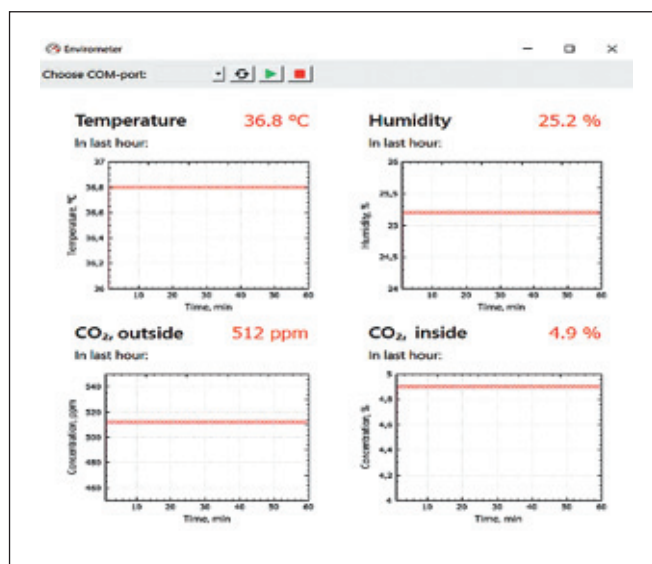 Envirometer
Choose COM-port:
Temperature 36.8 °C
In last hour:
37
36,8
36,6
36,4
36,2
36
Temperature, °C
10 20 30 40 50 60
Time, min
Humidity 25.2 %
In last hour:
26
25,5
25
24,5
24
Humidity, %
10 20 30 40 50 60
Time, min
CO₂, outside 512 ppm
In last hour:
540
520
500
480
460
Concentration, ppm
10 20 30 40 50 60
Time, min
CO₂, inside 4.9 %
In last hour:
5
4,8
4,6
4,4
4,2
4
Concentration, %
10 20 30 40 50 60
Time, min